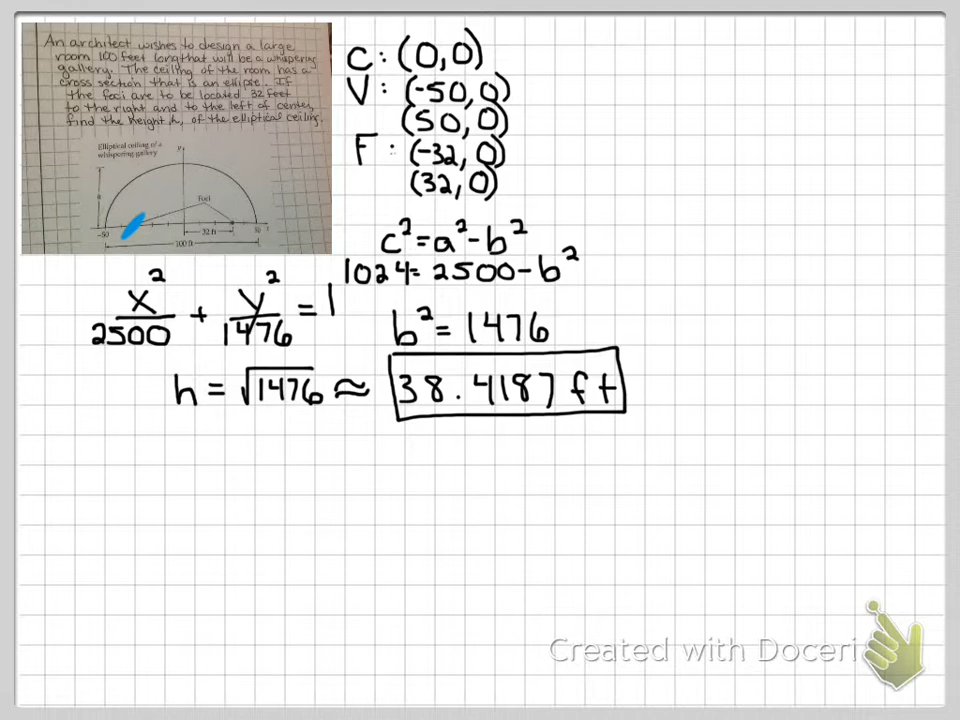 An architect wishes to design a large
room 100 feet long that will be a whispering
gallery. The ceiling of the room has a
cross section that is an ellipse. If
the foci are to be located 32 feet
to the right and to the left of center,
find the height, h, of the elliptical ceiling.
Elliptical ceiling of a
whispering gallery
y
Foci
-50
32 ft
50
x
100 ft
C: (0,0)
V: (-50,0)
(50,0)
F: (-32,0)
(32,0)
c²=a²-b²
1024=2500-b²
b²=1476
x²/2500 + y²/1476 = 1
h = √1476 ≈ 38.4187 ft
Created with Doceri